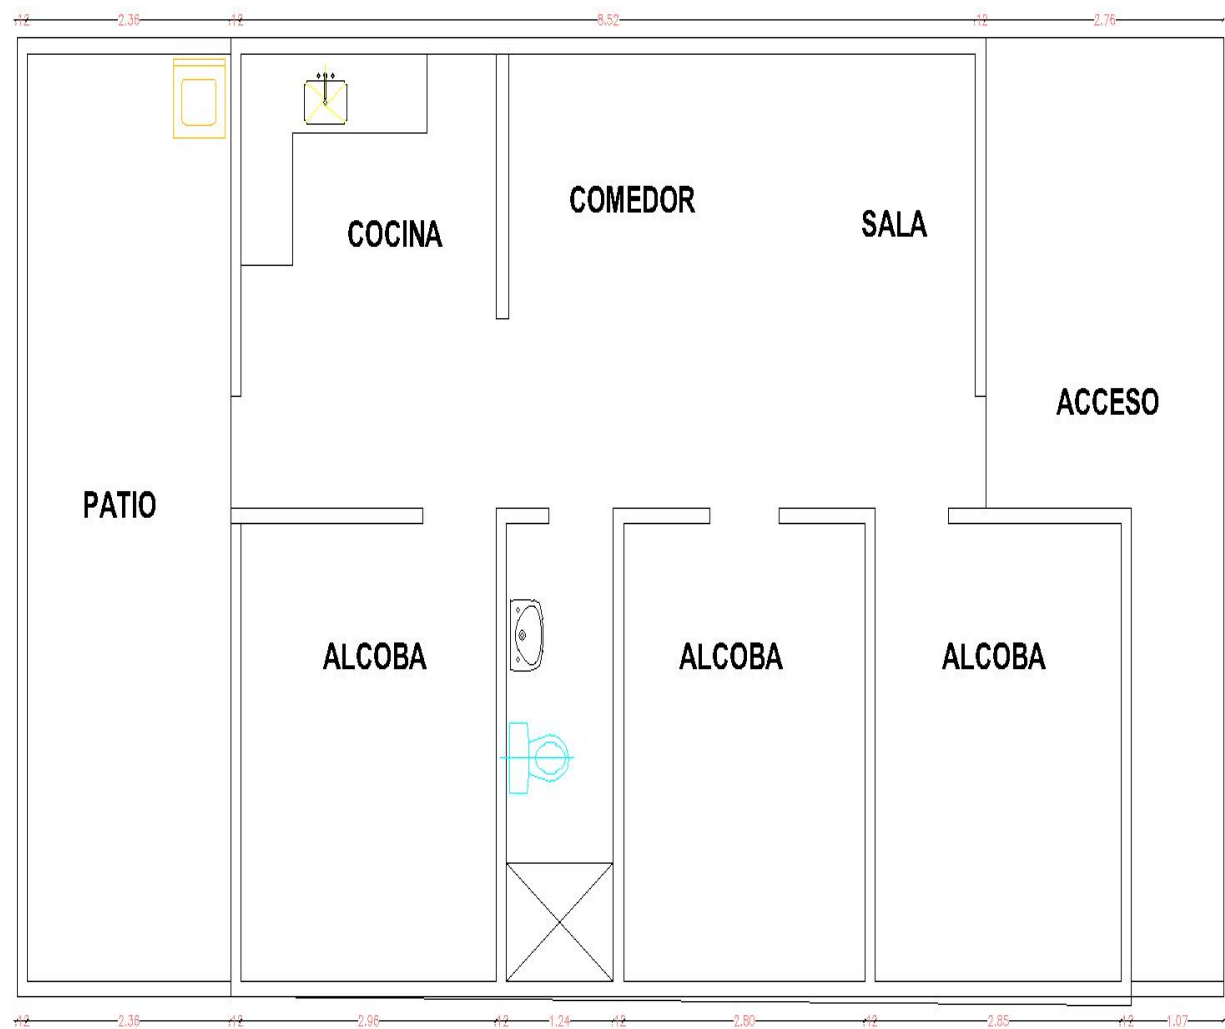 .12 2.36 .12 8.52 .12 2.76
COMEDOR
SALA
COCINA
ACCESO
PATIO
ALCOBA ALCOBA ALCOBA
.12 2.36 .12 2.96 .12 1.24 .12 2.80 .12 2.85 .12 1.07